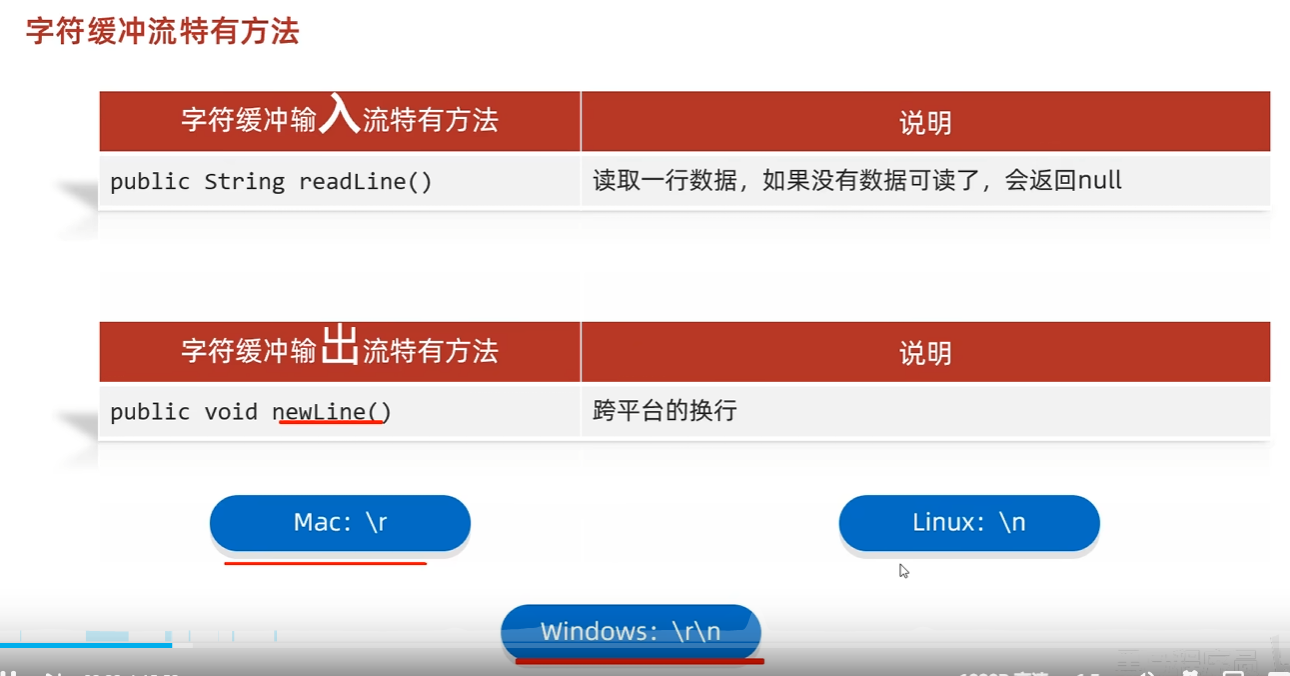 字符缓冲流特有方法
字符缓冲输入流特有方法 说明
public String readLine() 读取一行数据，如果没有数据可读了，会返回null
字符缓冲输出流特有方法 说明
public void newLine() 跨平台的换行
Mac：\r Linux：\n
Windows：\r\n